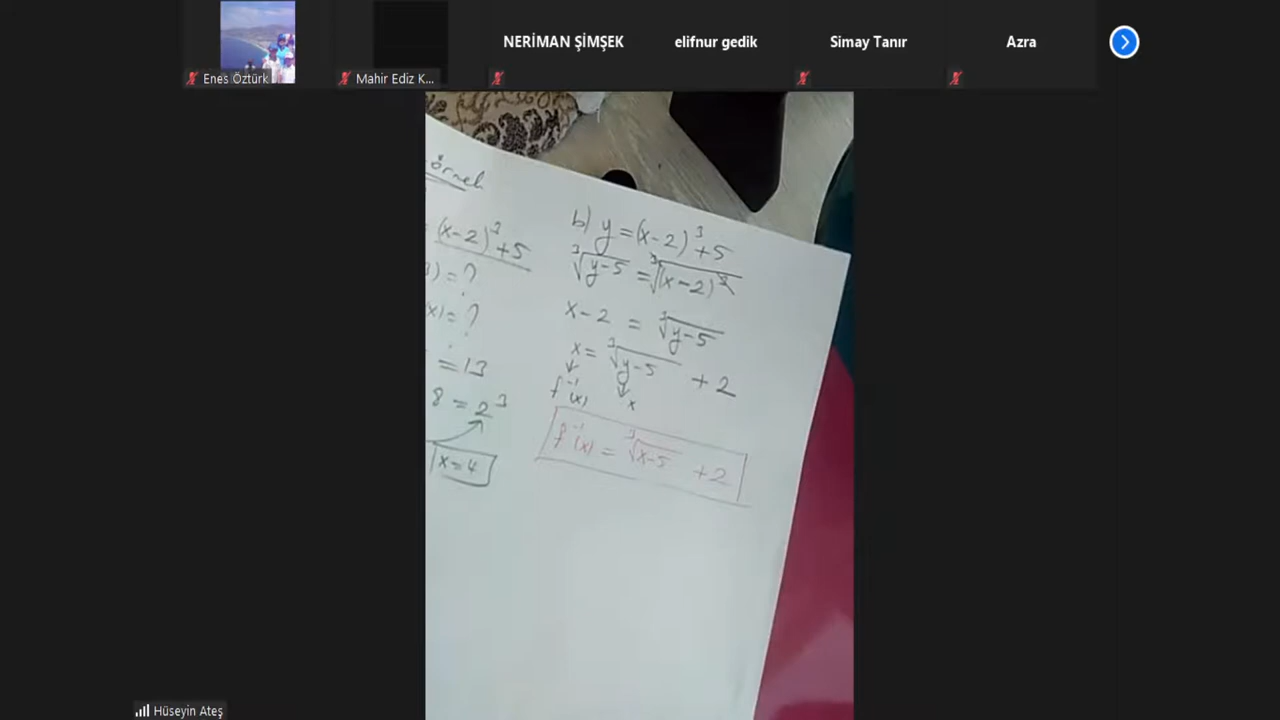 Enes Öztürk
Mahir Ediz K...
NERİMAN ŞİMŞEK
elifnur gedik
Simay Tanır
Azra
örnek
(x-2)³+5
)=?
(x)=?
=13
8=2³
x=4
b) y=(x-2)³+5
∛(y-5)=∛(x-2)³
x-2=∛(y-5)
x=∛(y-5)+2
f⁻¹(x) x
f⁻¹(x)=∛(x-5)+2
Hüseyin Ateş